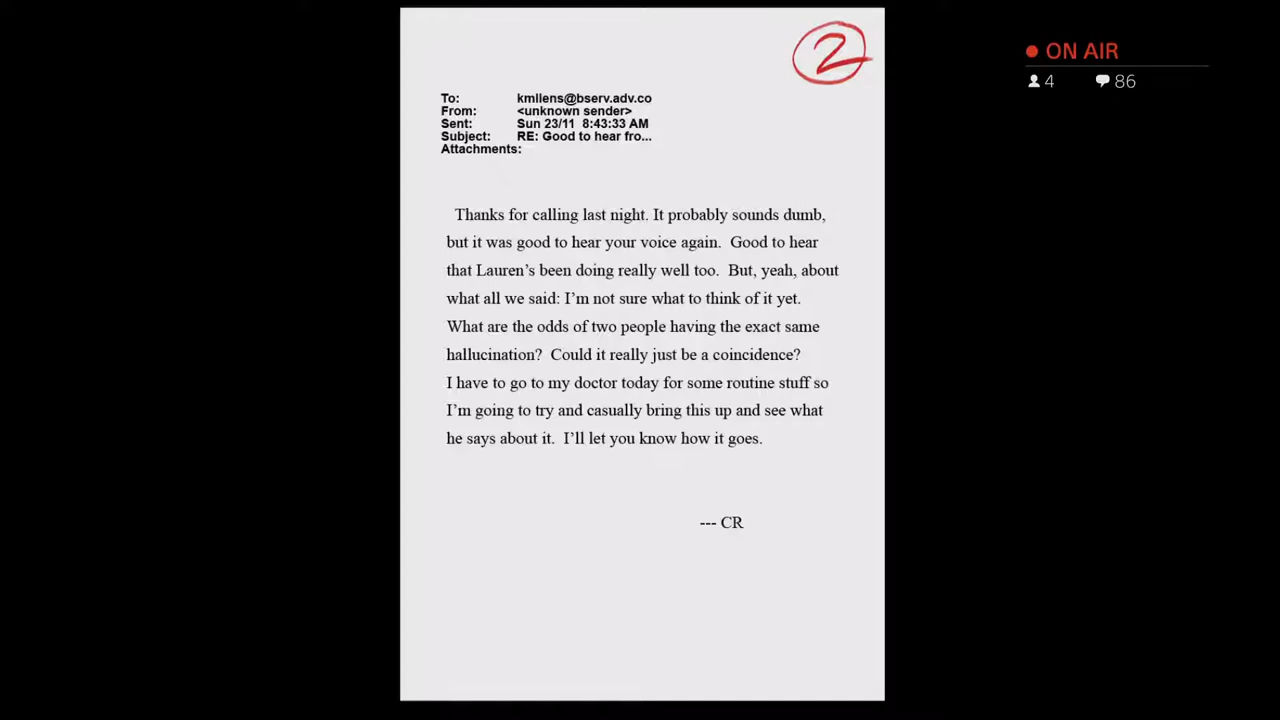 2
ON AIR
4 86
To: kmllens@bserv.adv.co
From: <unknown sender>
Sent: Sun 23/11 8:43:33 AM
Subject: RE: Good to hear fro...
Attachments:
Thanks for calling last night. It probably sounds dumb,
but it was good to hear your voice again. Good to hear
that Lauren’s been doing really well too. But, yeah, about
what all we said: I’m not sure what to think of it yet.
What are the odds of two people having the exact same
hallucination? Could it really just be a coincidence?
I have to go to my doctor today for some routine stuff so
I’m going to try and casually bring this up and see what
he says about it. I’ll let you know how it goes.
--- CR